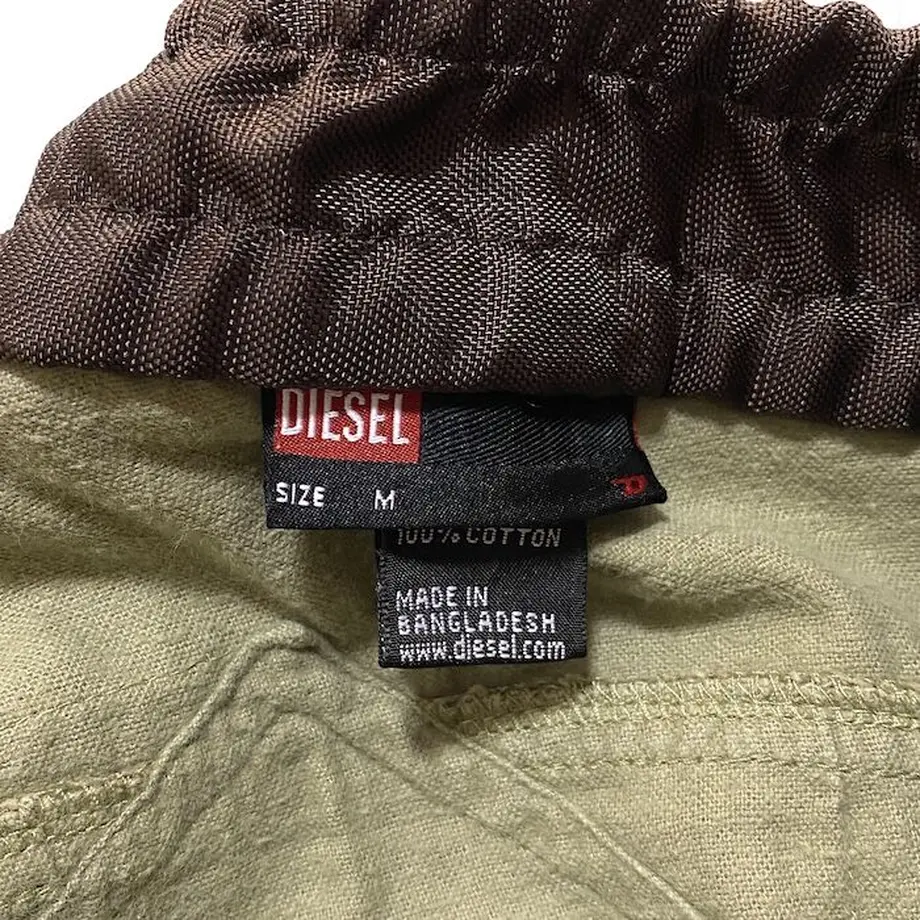 DIESEL
SIZE M
100% COTTON
MADE IN
BANGLADESH
www.diesel.com